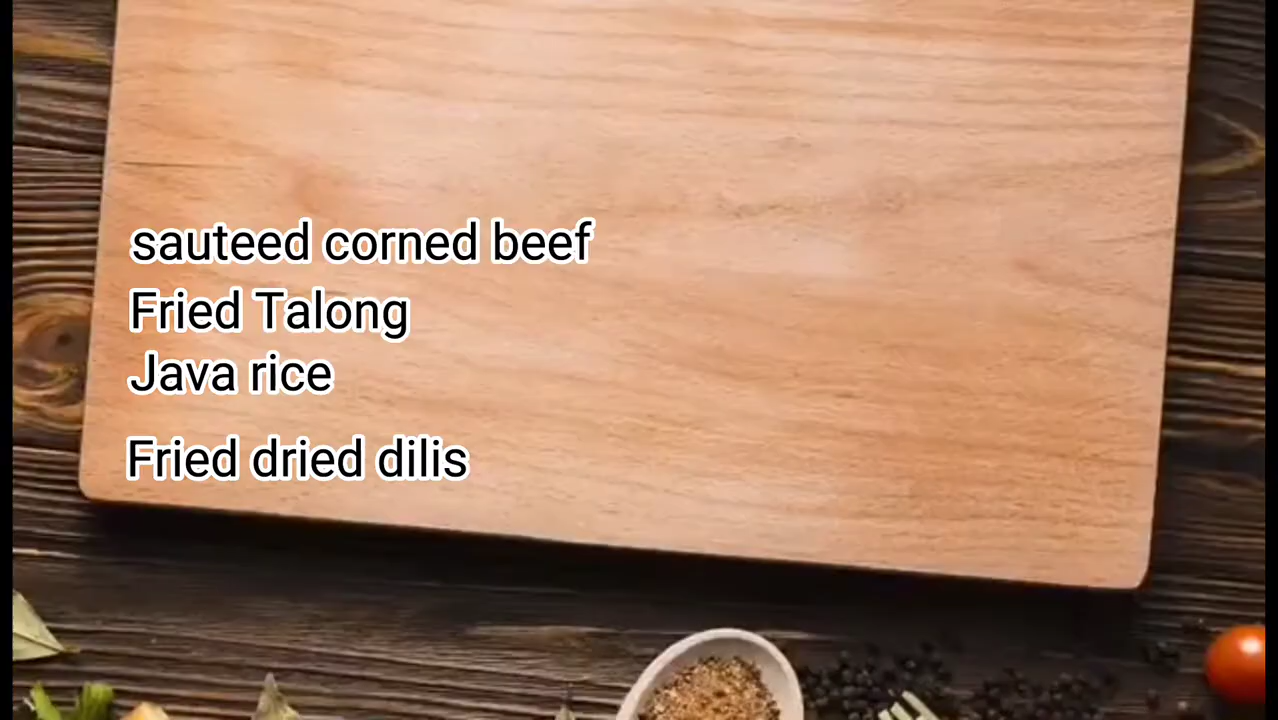 sauteed corned beef
Fried Talong
Java rice
Fried dried dilis